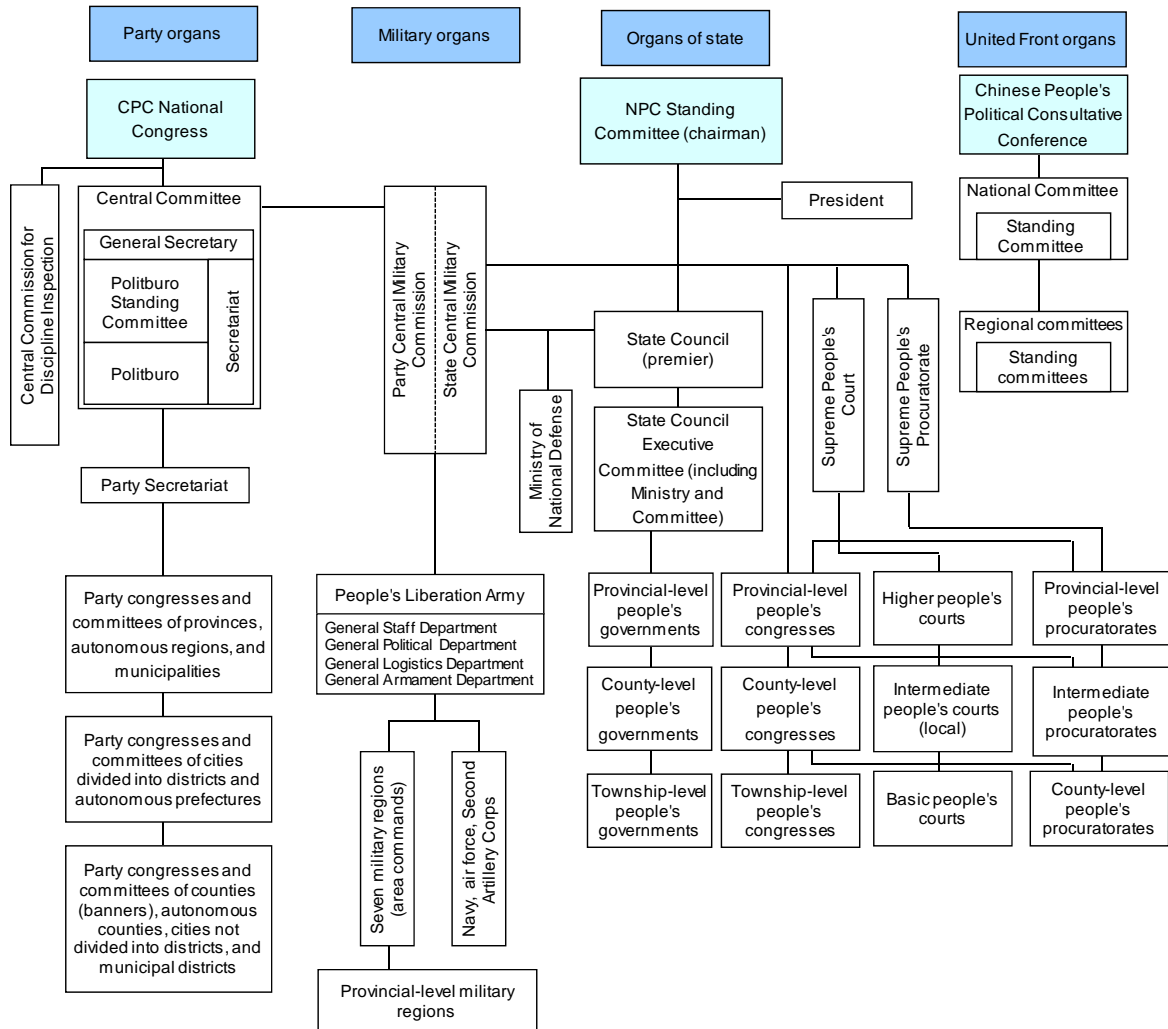 Party organs
Military organs
Organs of state
United Front organs
CPC National
Congress
NPC Standing
Committee (chairman)
Chinese People's
Political Consultative
Conference
Central Commission for
Discipline Inspection
Central Committee
General Secretary
Politburo
Standing
Committee
Politburo
Secretariat
Party Central Military
Commission
State Central Military
Commission
President
National Committee
Standing
Committee
Regional committees
Standing
committees
State Council
(premier)
Ministry of
National Defense
State Council
Executive
Committee (including
Ministry and
Committee)
Supreme People's
Court
Supreme People's
Procuratorate
Party Secretariat
Party congresses and
committees of provinces,
autonomous regions, and
municipalities
Party congresses and
committees of cities
divided into districts and
autonomous prefectures
Party congresses and
committees of counties
(banners), autonomous
counties, cities not
divided into districts, and
municipal districts
People's Liberation Army
General Staff Department
General Political Department
General Logistics Department
General Armament Department
Seven military regions
(area commands)
Navy, air force, Second
Artillery Corps
Provincial-level military
regions
Provincial-level
people's
governments
Provincial-level
people's
congresses
Higher people's
courts
Provincial-level
people's
procuratorates
County-level
people's
governments
County-level
people's
congresses
Intermediate
people's courts
(local)
Intermediate
people's
procuratorates
Township-level
people's
governments
Township-level
people's
congresses
Basic people's
courts
County-level
people's
procuratorates